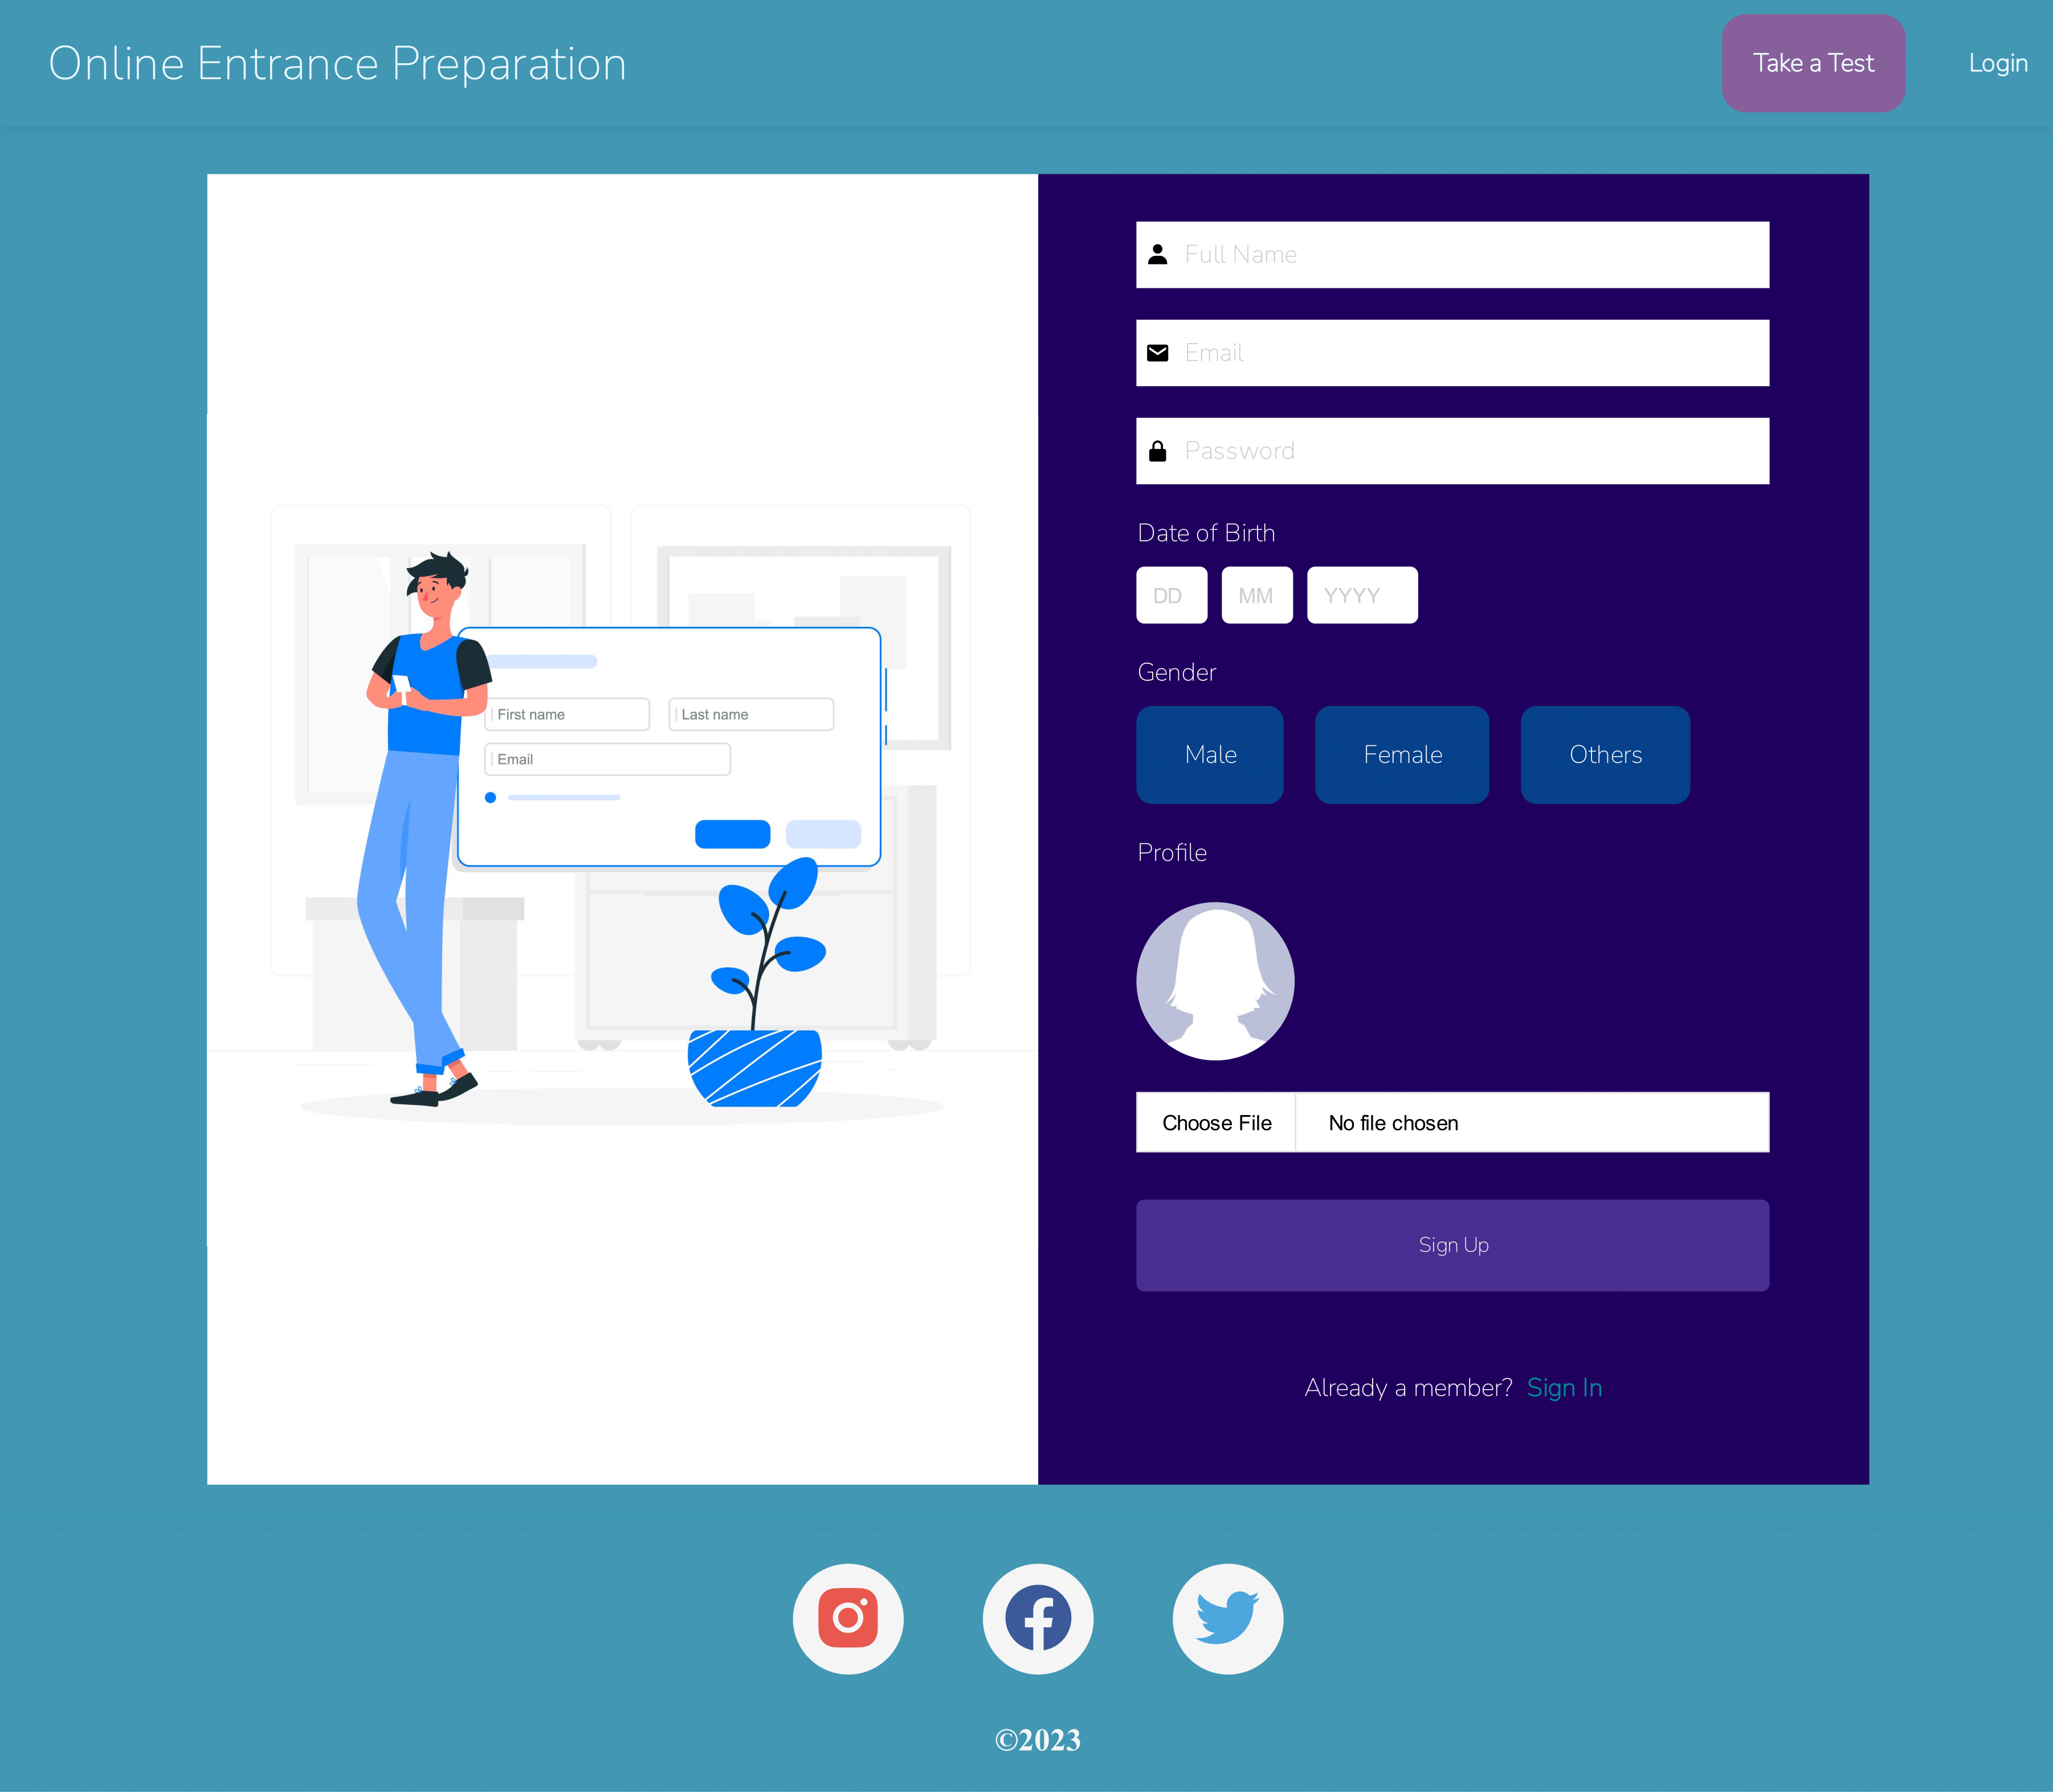 Online Entrance Preparation
Take a Test
Login
Full Name
Email
Password
Date of Birth
DD MM YYYY
Gender
Male Female Others
Profile
Choose File No file chosen
Sign Up
Already a member? Sign In
First name Last name
Email
©2023